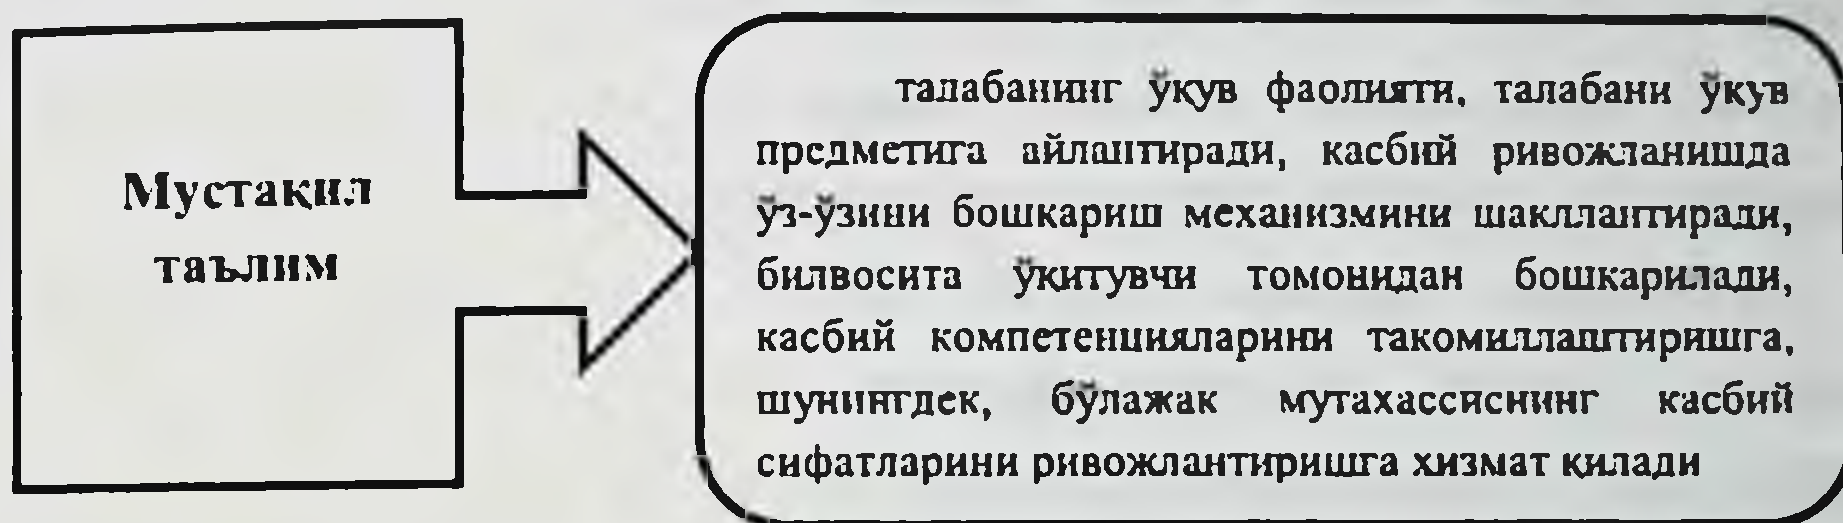 Мустақил
таълим
талабанинг ўқув фаолияти, талабани ўқув
предметига айлантиради, касбий ривожланишда
ўз-ўзини бошқариш механизмини шакллантиради,
билвосита ўқитувчи томонидан бошқарилади,
касбий компетенцияларини такомиллаштиришга,
шунингдек, бўлажак мутахассиснинг касбий
сифатларини ривожлантиришга хизмат қилади